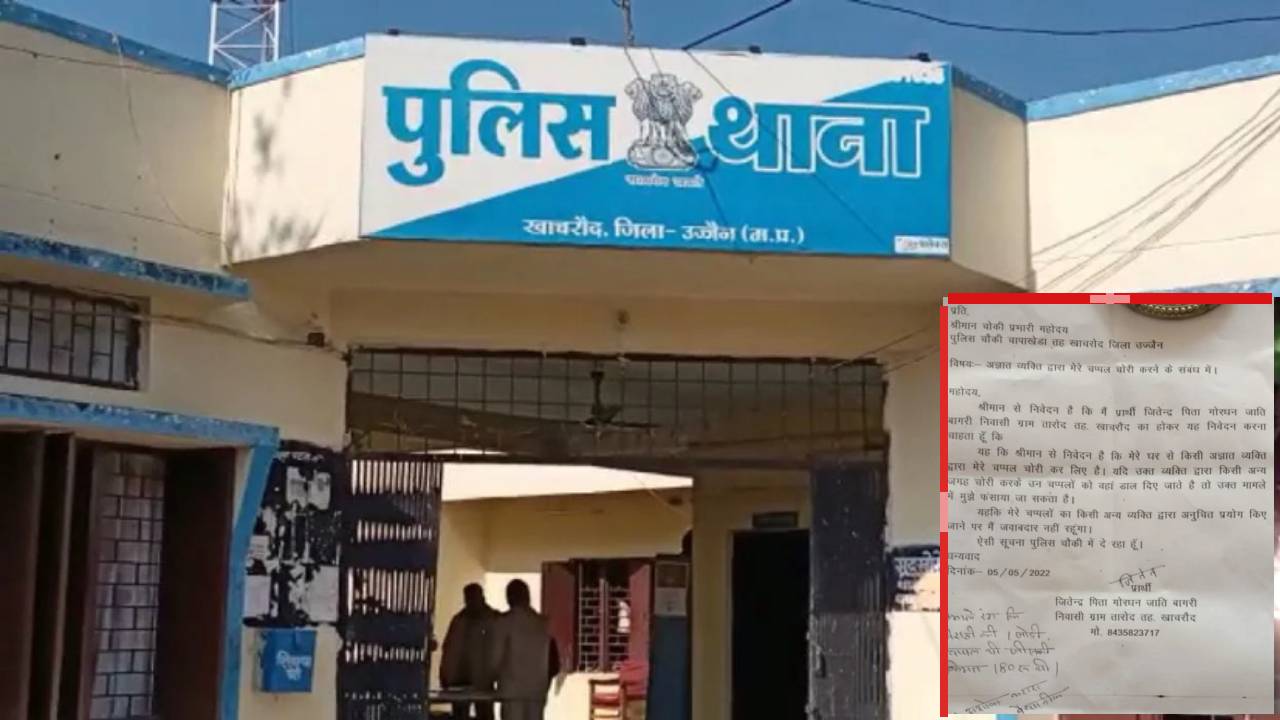 पुलिस थाना
खाचरौद, जिला- उज्जैन (म.प्र.)
प्रति,
श्रीमान चोकी प्रभारी महोदय
पुलिस चौकी चापाखेडा तह खाचरोद जिला उज्जैन
विषयः- अज्ञात व्यक्ति द्वारा मेरे चप्पल चोरी करने के संबंध में।
महोदय,
श्रीमान से निवेदन है कि मैं प्रार्थी जितेन्द्र पिता गोरधन जाति
बागरी निवासी ग्राम तारोद तह. खाचरौद का होकर यह निवेदन करना
चाहता हूँ कि
यह कि श्रीमान से निवेदन है कि मेरे घर से किसी अज्ञात व्यक्ति
द्वारा मेरे चप्पल चोरी कर लिए है। यदि उक्त व्यक्ति द्वारा किसी अन्य
जगह चोरी करके उन चप्पलों को वहां डाल दिए जाते है तो उक्त मामले
में मुझे फंसाया जा सकता है।
यहकि मेरे चप्पलों का किसी अन्य व्यक्ति द्वारा अनुचित प्रयोग किए
जाने पर मैं जवाबदार नहीं रहूंगा।
ऐसी सूचना पुलिस चौकी में दे रहा हूँ।
धन्यवाद
दिनांक- 05/05/2022
जितेन
प्रार्थी
जितेन्द्र पिता गोरधन जाति बागरी
निवासी ग्राम तारोद तह. खाचरौद
मो. 8435823717
काले रंग कि
180 रु थी।